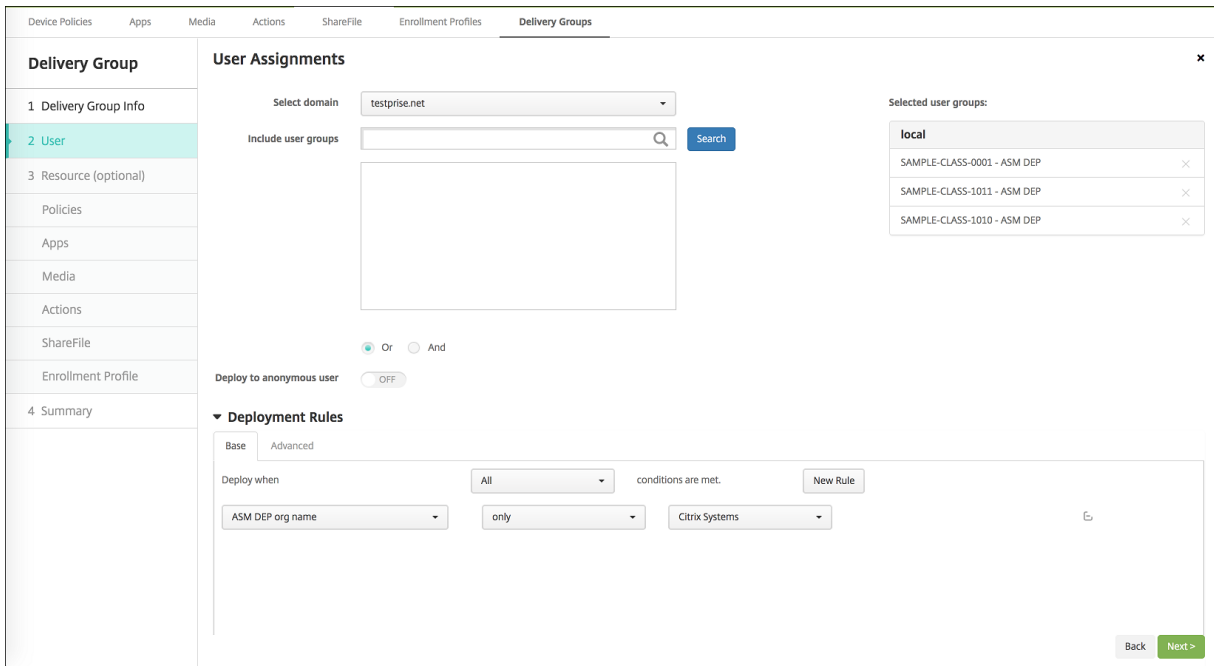 Device Policies Apps Media Actions ShareFile Enrollment Profiles Delivery Groups
Delivery Group
1 Delivery Group Info
2 User
3 Resource (optional)
Policies
Apps
Media
Actions
ShareFile
Enrollment Profile
4 Summary
User Assignments
Select domain testprise.net
Include user groups Search
Or And
Deploy to anonymous user OFF
Selected user groups:
local
SAMPLE-CLASS-0001 - ASM DEP
SAMPLE-CLASS-1011 - ASM DEP
SAMPLE-CLASS-1010 - ASM DEP
Deployment Rules
Base Advanced
Deploy when All conditions are met. New Rule
ASM DEP org name only Citrix Systems
Back Next >